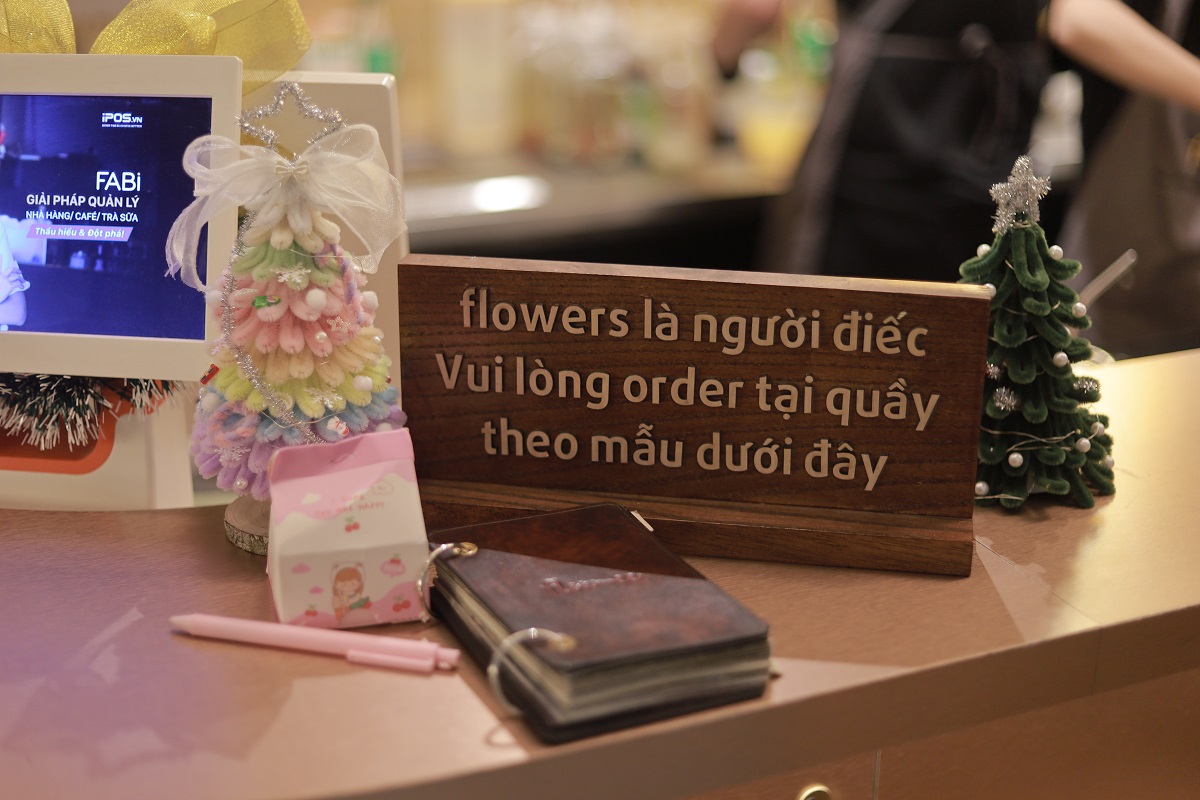 iPOS.VN
FABi
GIẢI PHÁP QUẢN LÝ
NHÀ HÀNG/ CAFÉ/ TRÀ SỮA
Thấu hiểu & Đột phá!
flowers là người điếc
Vui lòng order tại quầy
theo mẫu dưới đây